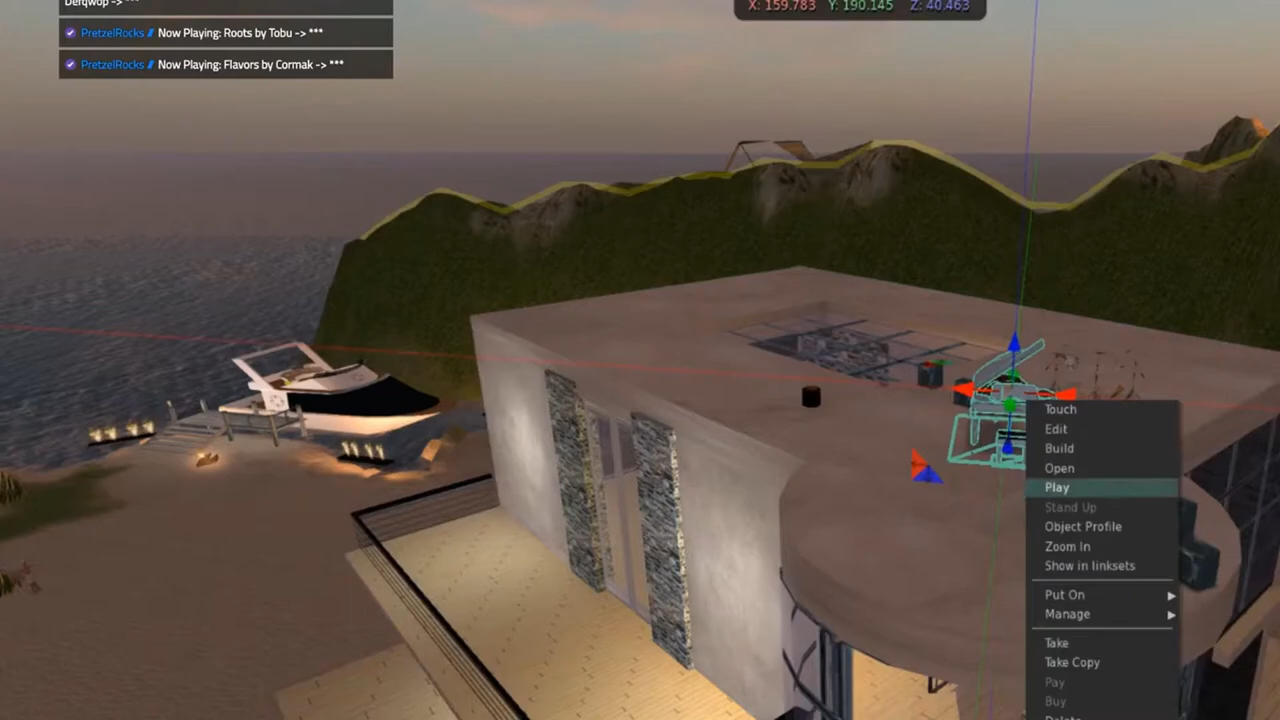 Derqwop -> ***
PretzelRocks // Now Playing: Roots by Tobu -> ***
PretzelRocks // Now Playing: Flavors by Cormak -> ***
X: 159.783 Y: 190.145 Z: 40.463
Touch
Edit
Build
Open
Play
Stand Up
Object Profile
Zoom In
Show in linksets
Put On
Manage
Take
Take Copy
Pay
Buy
Delete